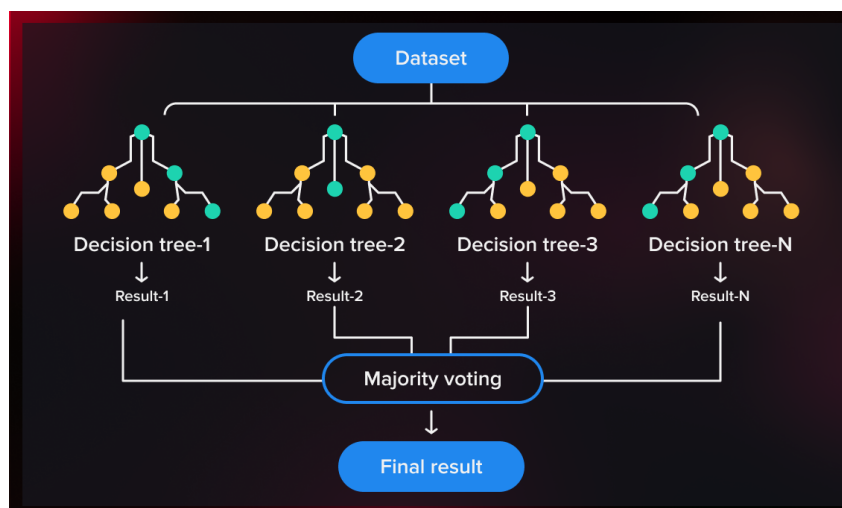 Dataset
Decision tree-1
Decision tree-2
Decision tree-3
Decision tree-N
Result-1
Result-2
Result-3
Result-N
Majority voting
Final result